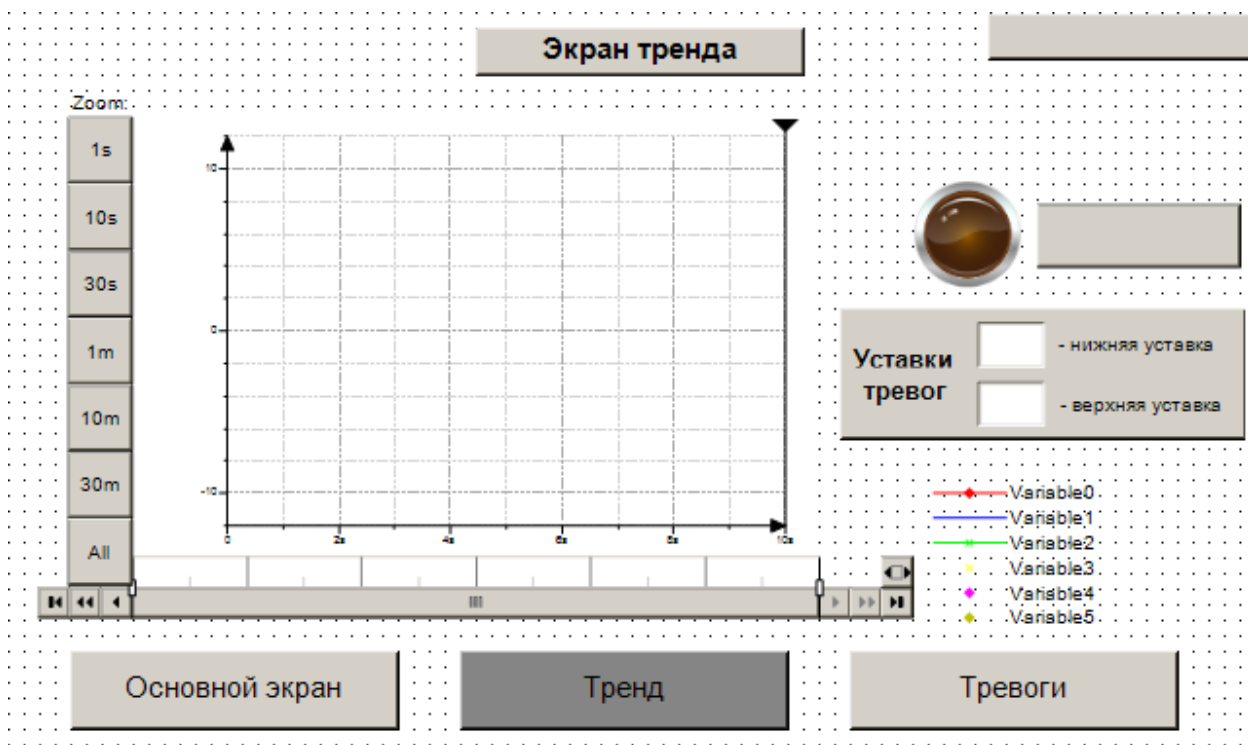 Экран тренда
Zoom:
1s
10s
30s
1m
10m
30m
All
10
0
-10
0
2s
4s
6s
8s
10s
Уставки
тревог
- нижняя уставка
- верхняя уставка
Variable0
Variable1
Variable2
Variable3
Variable4
Variable5
Основной экран
Тренд
Тревоги